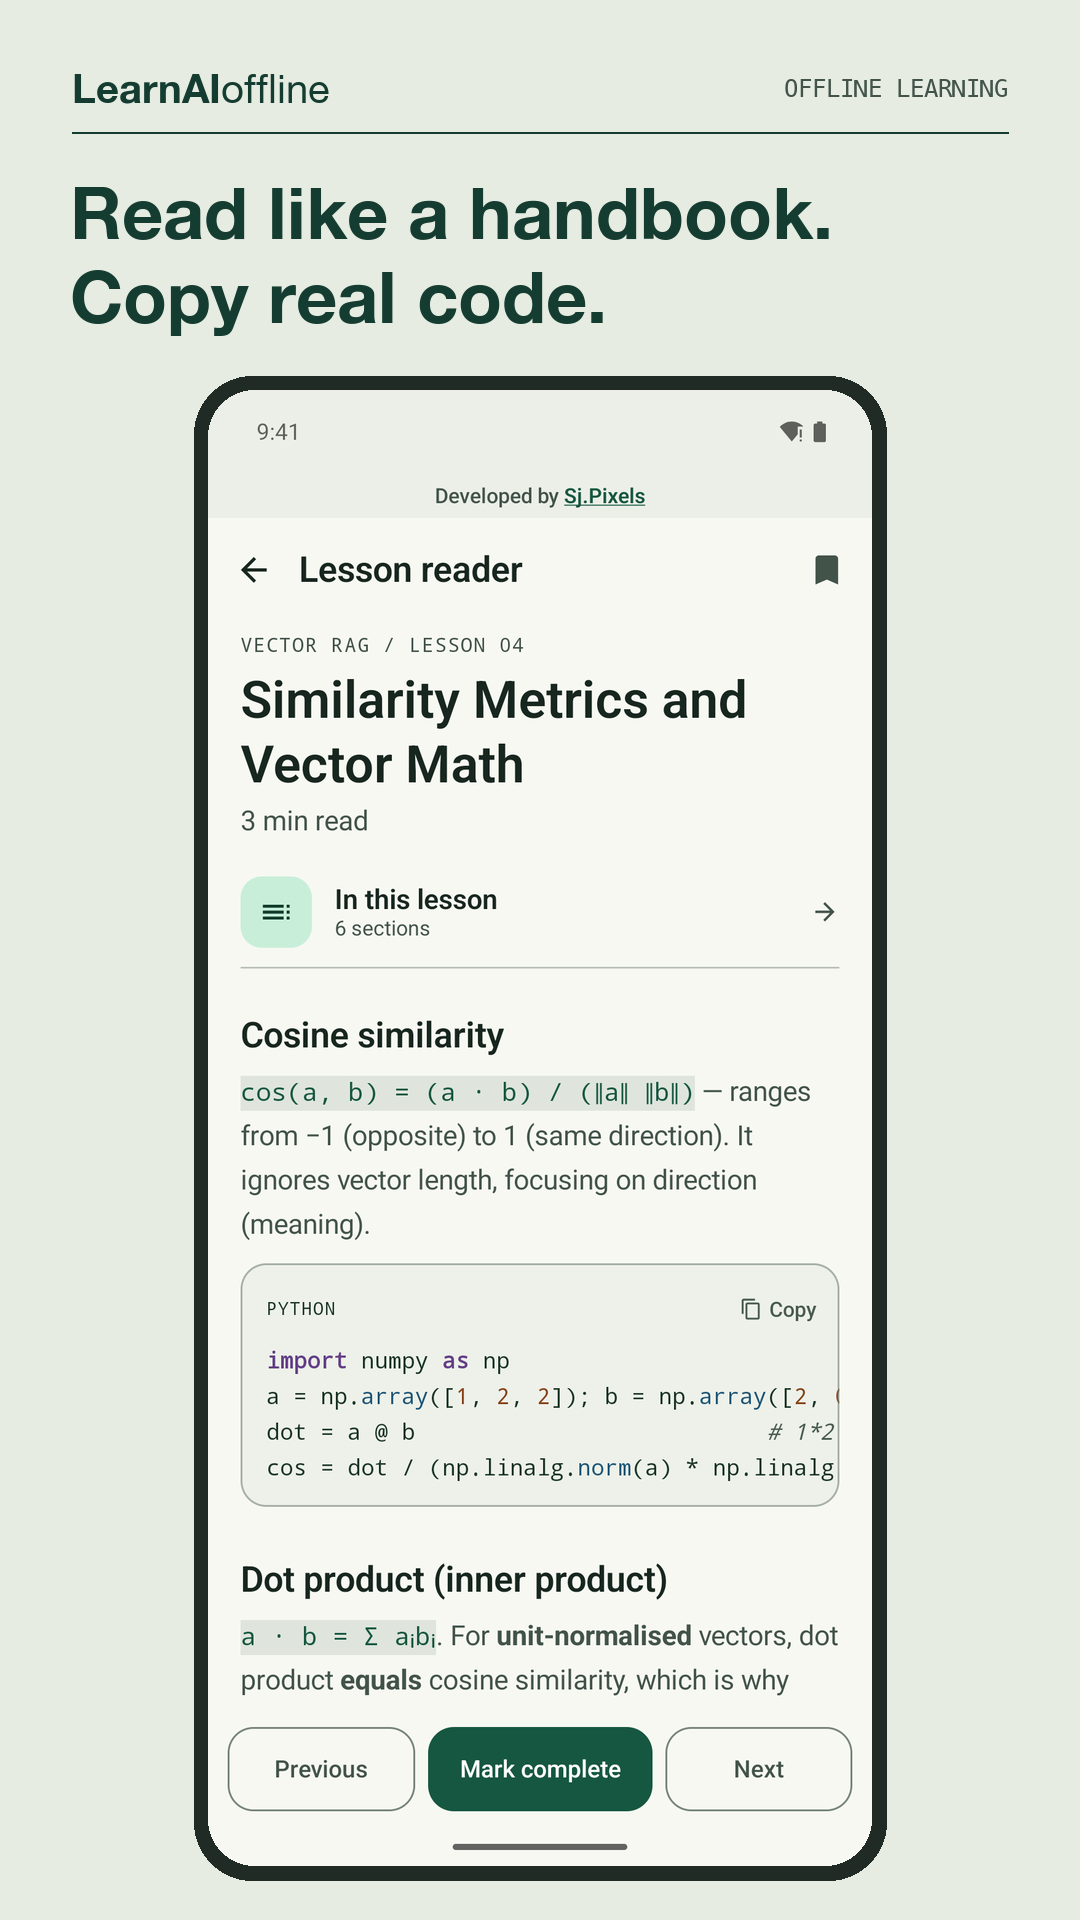 LearnAIoffline
OFFLINE LEARNING
Read like a handbook.
Copy real code.
9:41
Developed by Sj.Pixels
Lesson reader
VECTOR RAG / LESSON 04
Similarity Metrics and
Vector Math
3 min read
In this lesson
6 sections
Cosine similarity
cos(a, b) = (a · b) / (‖a‖ ‖b‖) — ranges
from −1 (opposite) to 1 (same direction). It
ignores vector length, focusing on direction
(meaning).
PYTHON
Copy
import numpy as np
a = np.array([1, 2, 2]); b = np.array([2,
dot = a @ b # 1*2
cos = dot / (np.linalg.norm(a) * np.linalg
Dot product (inner product)
a · b = Σ aᵢbᵢ. For unit-normalised vectors, dot
product equals cosine similarity, which is why
Previous
Mark complete
Next